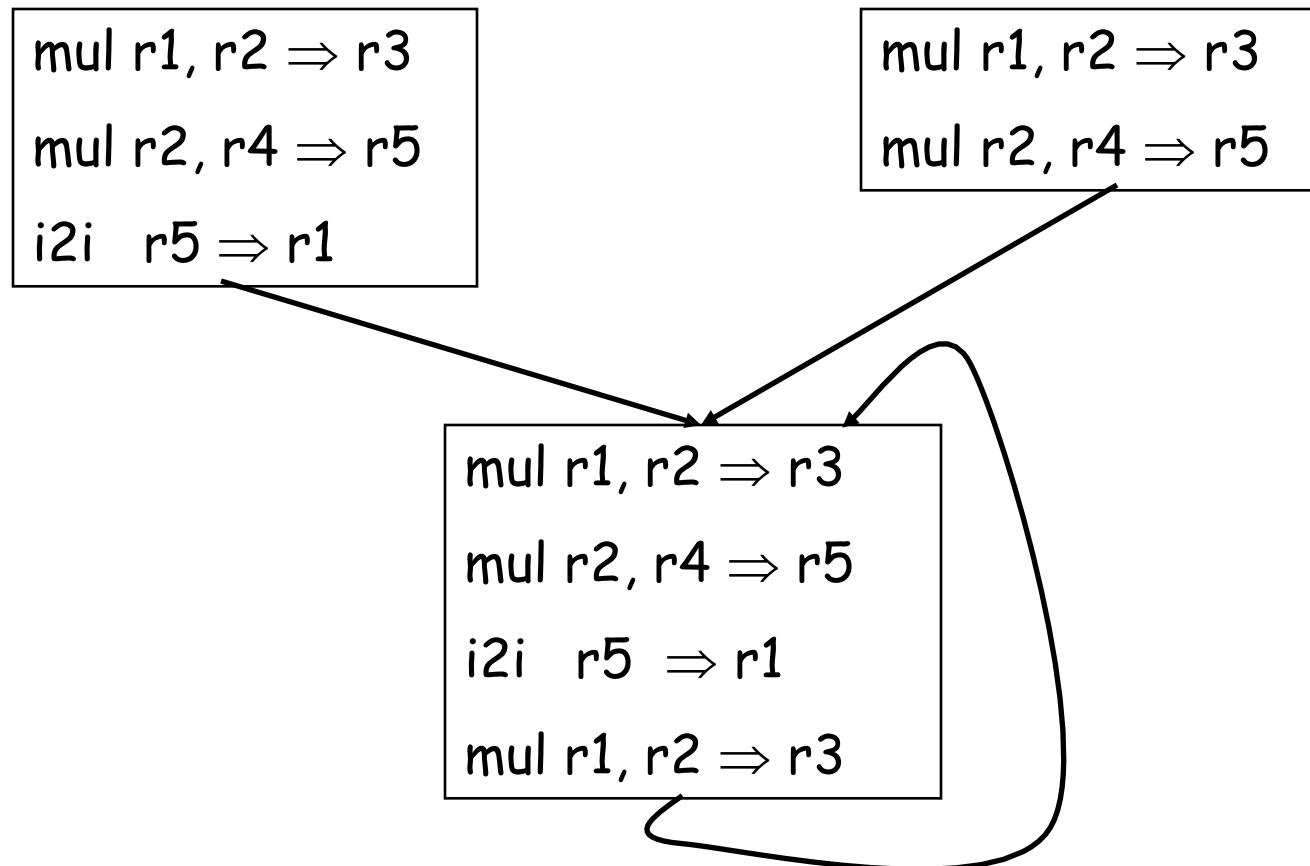 mul r1, r2 ⇒ r3
mul r2, r4 ⇒ r5
i2i r5 ⇒ r1
mul r1, r2 ⇒ r3
mul r2, r4 ⇒ r5
mul r1, r2 ⇒ r3
mul r2, r4 ⇒ r5
i2i r5 ⇒ r1
mul r1, r2 ⇒ r3